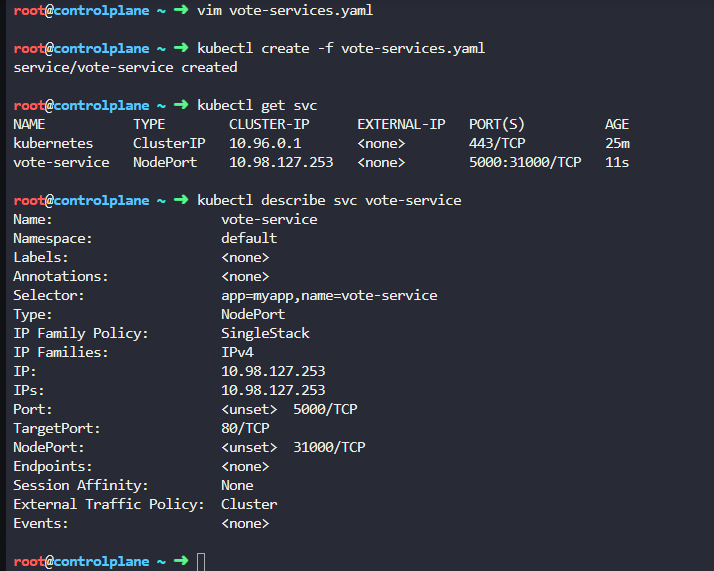 root@controlplane ~ ➜ vim vote-services.yaml
root@controlplane ~ ➜ kubectl create -f vote-services.yaml
service/vote-service created
root@controlplane ~ ➜ kubectl get svc
NAME TYPE CLUSTER-IP EXTERNAL-IP PORT(S) AGE
kubernetes ClusterIP 10.96.0.1 <none> 443/TCP 25m
vote-service NodePort 10.98.127.253 <none> 5000:31000/TCP 11s
root@controlplane ~ ➜ kubectl describe svc vote-service
Name: vote-service
Namespace: default
Labels: <none>
Annotations: <none>
Selector: app=myapp,name=vote-service
Type: NodePort
IP Family Policy: SingleStack
IP Families: IPv4
IP: 10.98.127.253
IPs: 10.98.127.253
Port: <unset> 5000/TCP
TargetPort: 80/TCP
NodePort: <unset> 31000/TCP
Endpoints: <none>
Session Affinity: None
External Traffic Policy: Cluster
Events: <none>
root@controlplane ~ ➜